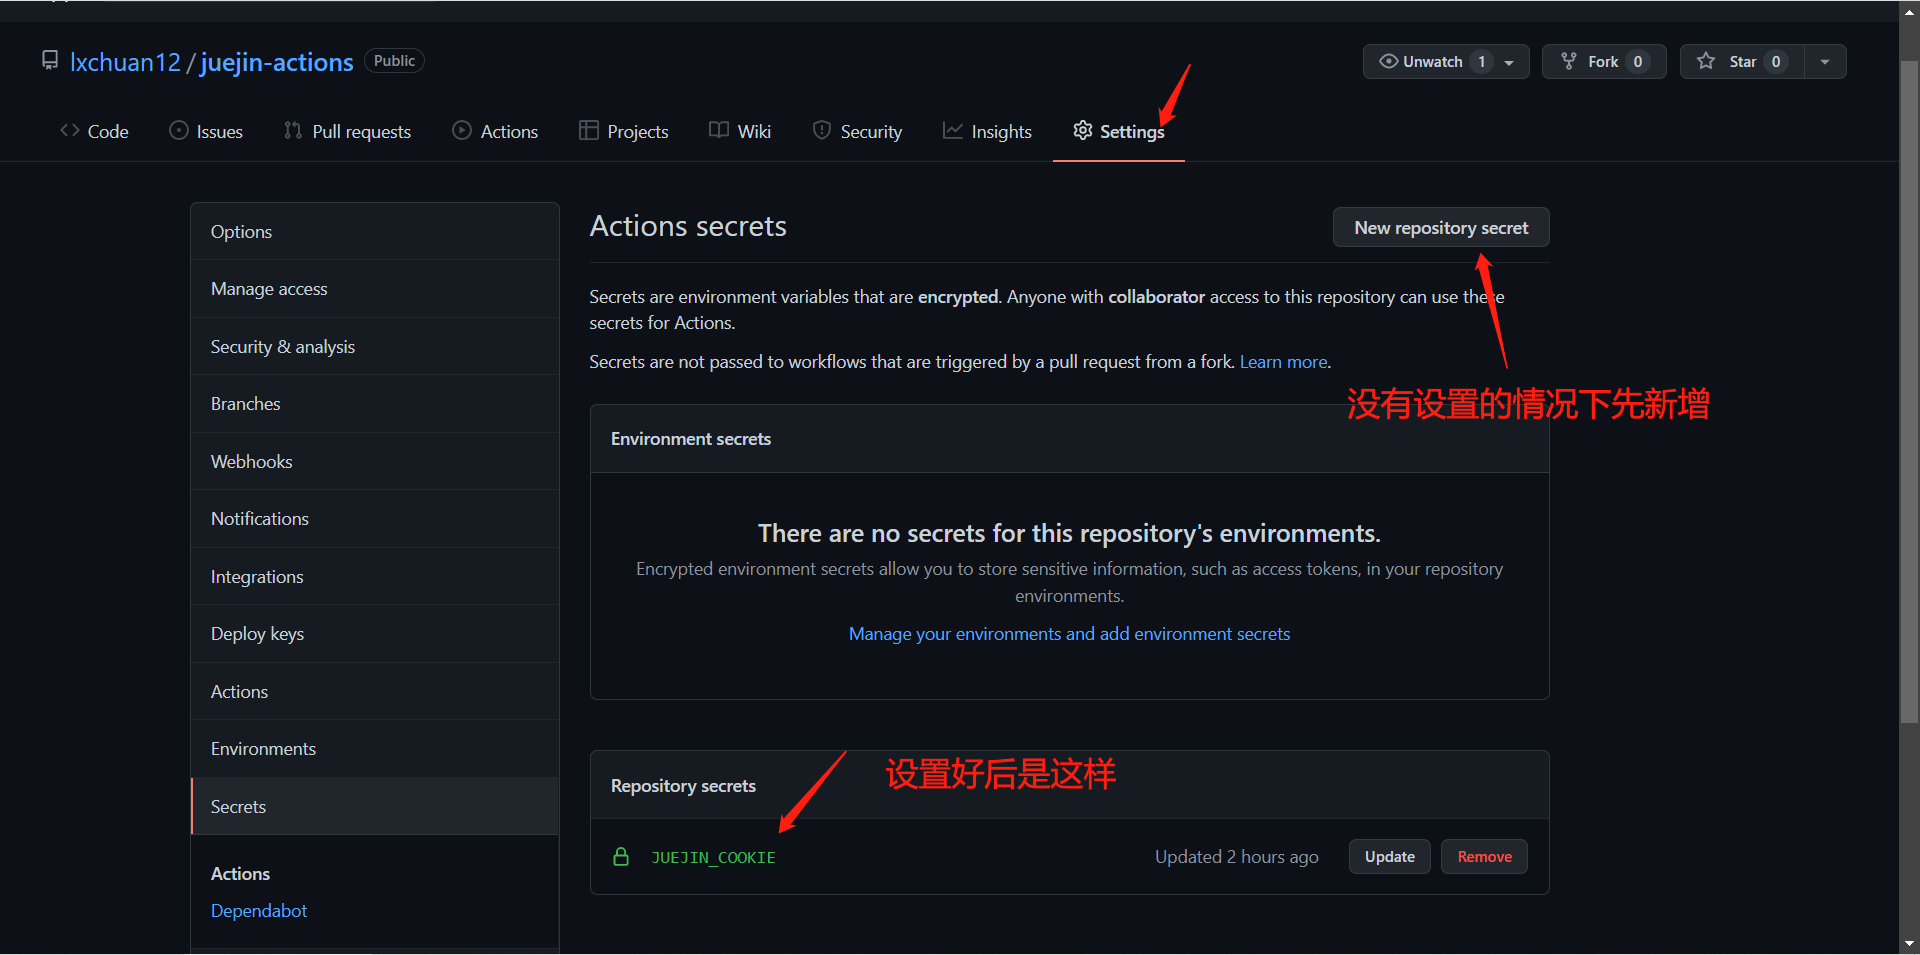 lxchuan12 / juejin-actions Public
Unwatch 1 Fork 0 Star 0
Code Issues Pull requests Actions Projects Wiki Security Insights Settings
Options
Manage access
Security & analysis
Branches
Webhooks
Notifications
Integrations
Deploy keys
Actions
Environments
Secrets
Actions
Dependabot
Actions secrets
New repository secret
Secrets are environment variables that are encrypted. Anyone with collaborator access to this repository can use these
secrets for Actions.
Secrets are not passed to workflows that are triggered by a pull request from a fork. Learn more.
没有设置的情况下先新增
Environment secrets
There are no secrets for this repository's environments.
Encrypted environment secrets allow you to store sensitive information, such as access tokens, in your repository
environments.
Manage your environments and add environment secrets
设置好后是这样
Repository secrets
JUEJIN_COOKIE Updated 2 hours ago Update Remove